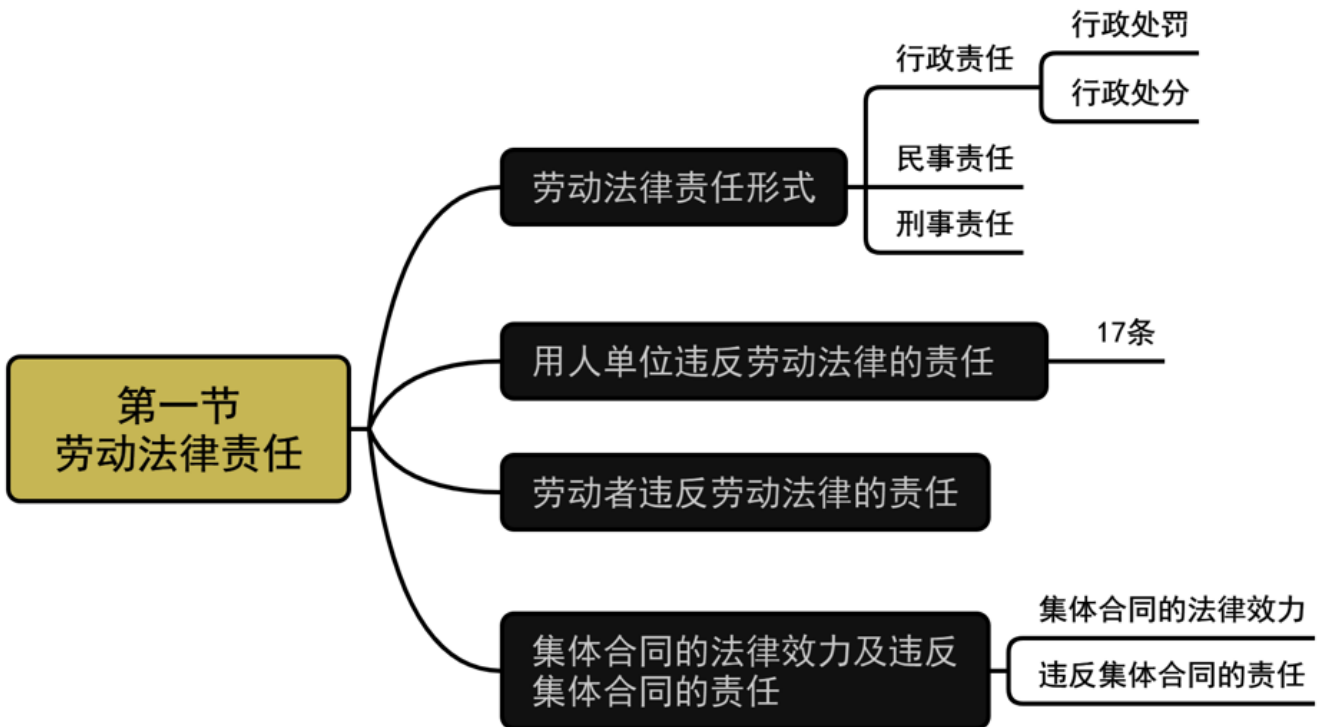 第一节
劳动法律责任
劳动法律责任形式
行政责任
行政处罚
行政处分
民事责任
刑事责任
用人单位违反劳动法律的责任
17条
劳动者违反劳动法律的责任
集体合同的法律效力及违反
集体合同的责任
集体合同的法律效力
违反集体合同的责任